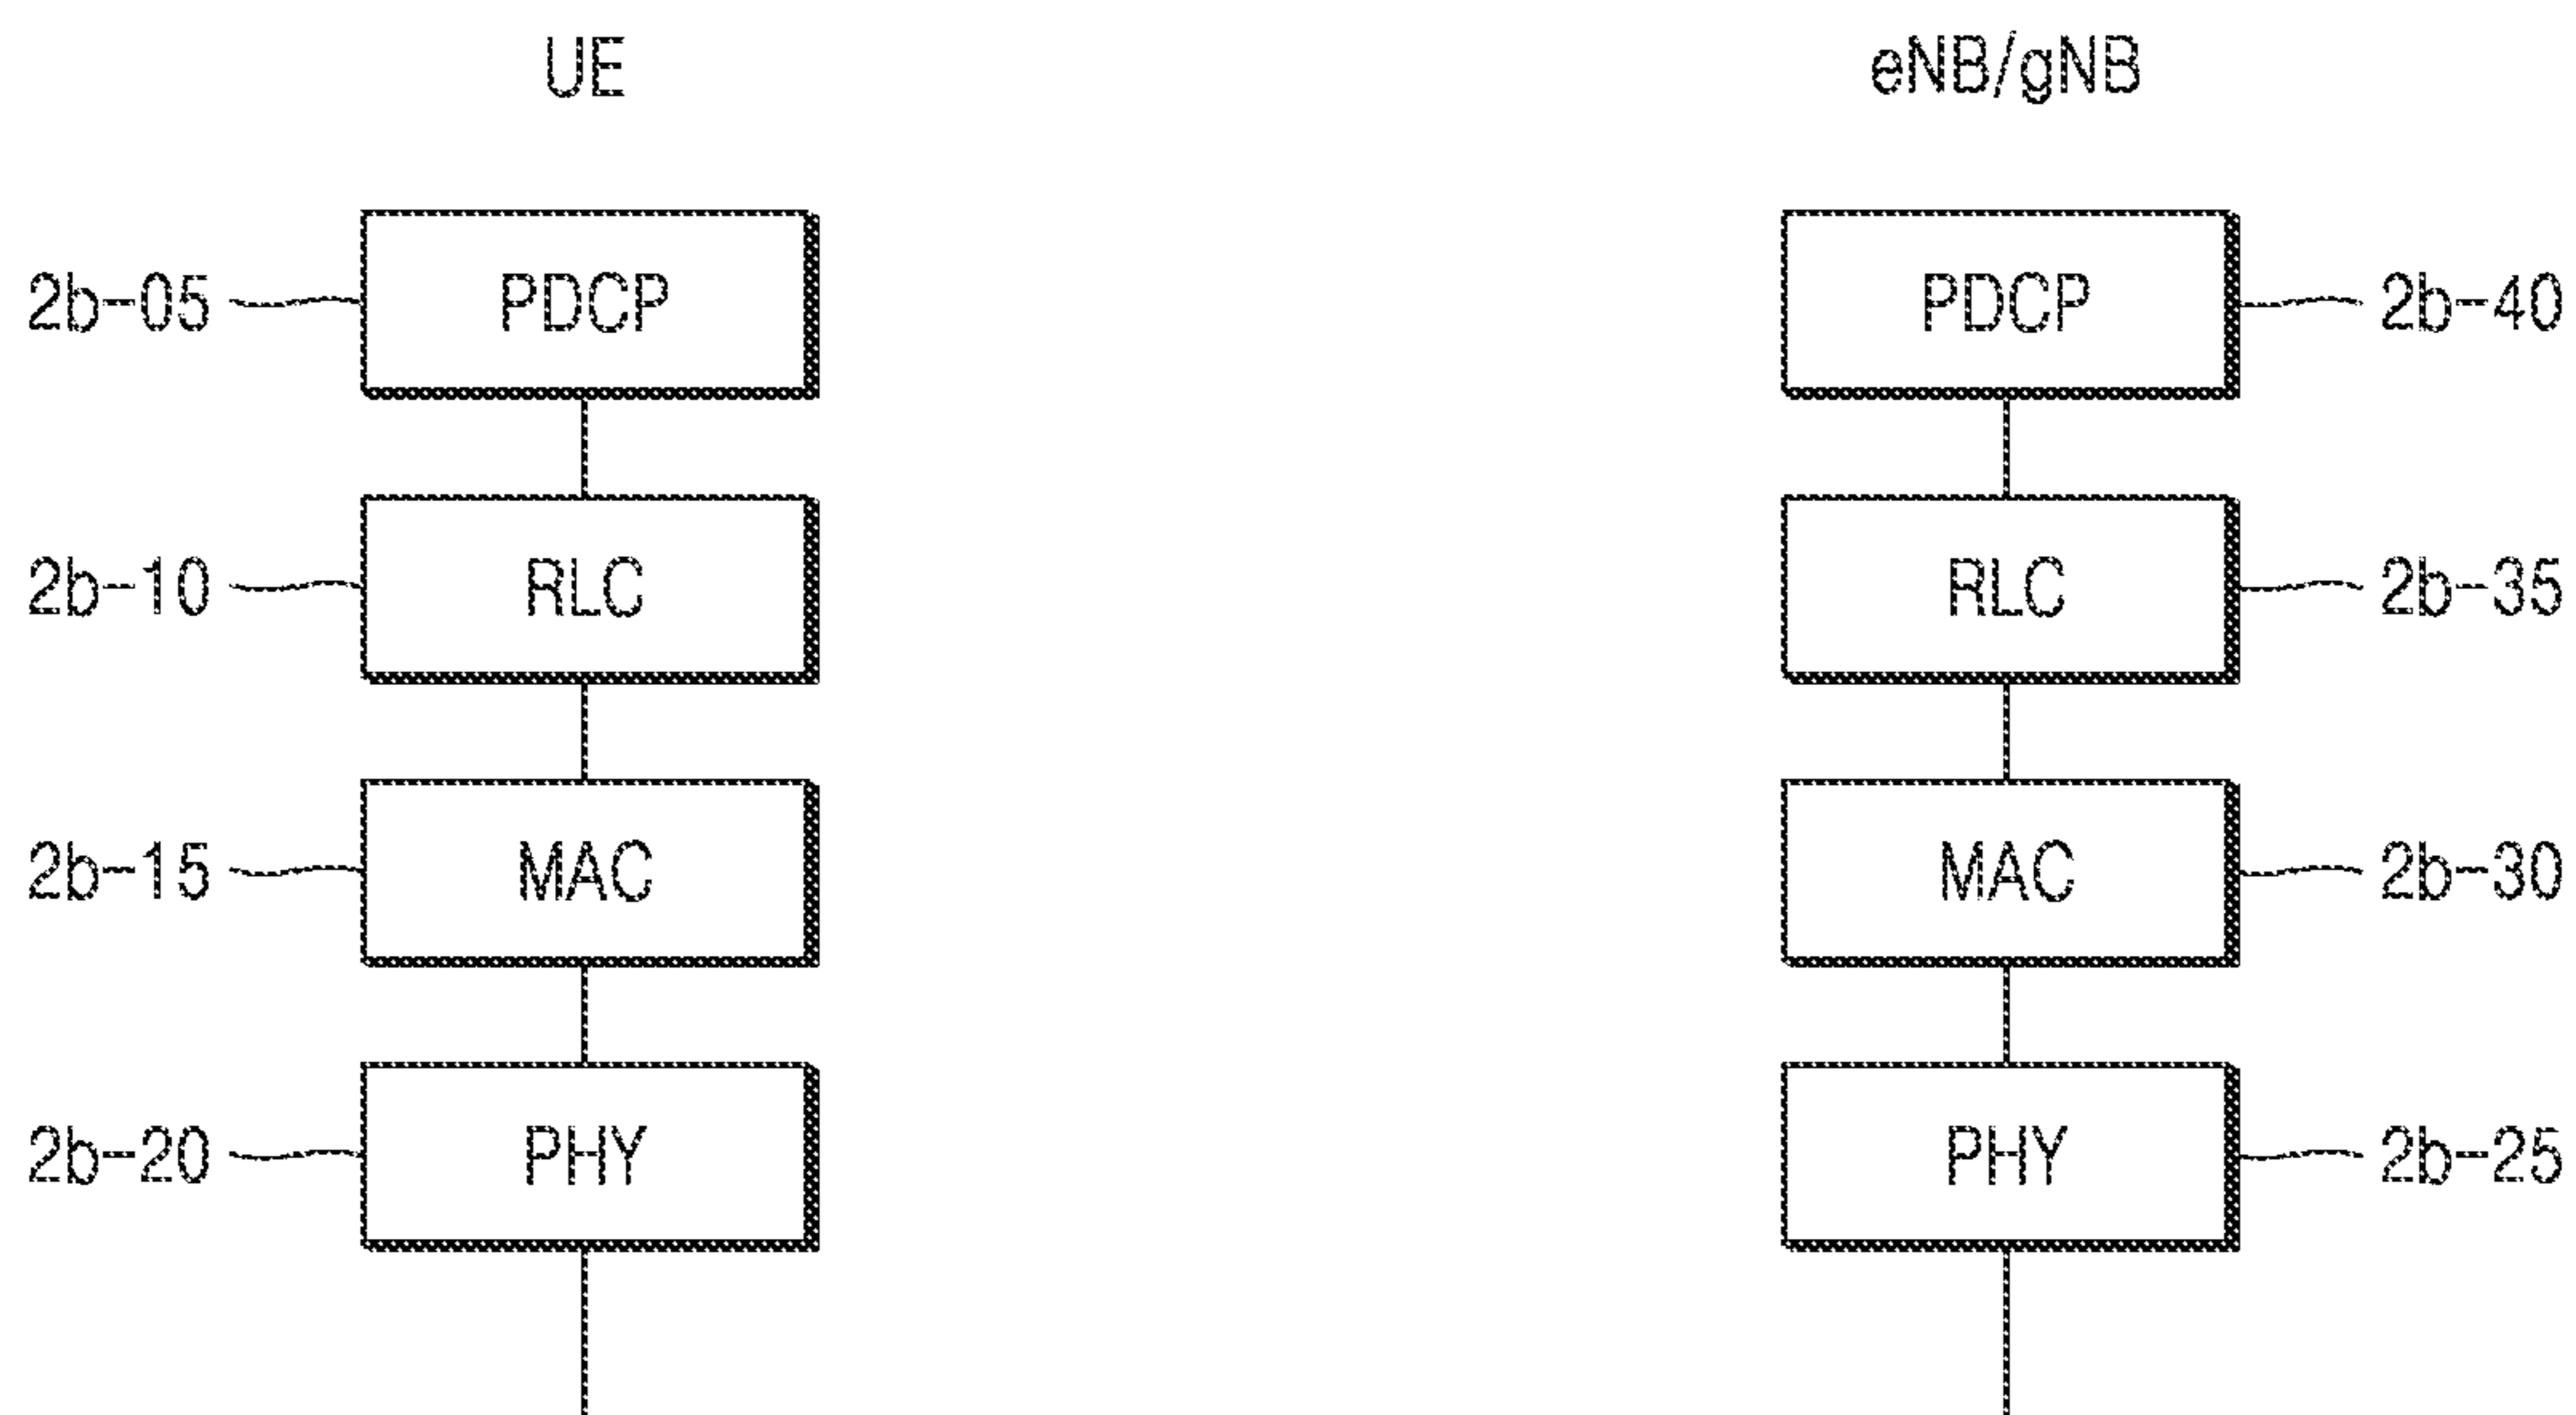 UE eNB/gNB
2b-05 PDCP PDCP 2b-40
2b-10 RLC RLC 2b-35
2b-15 MAC MAC 2b-30
2b-20 PHY PHY 2b-25